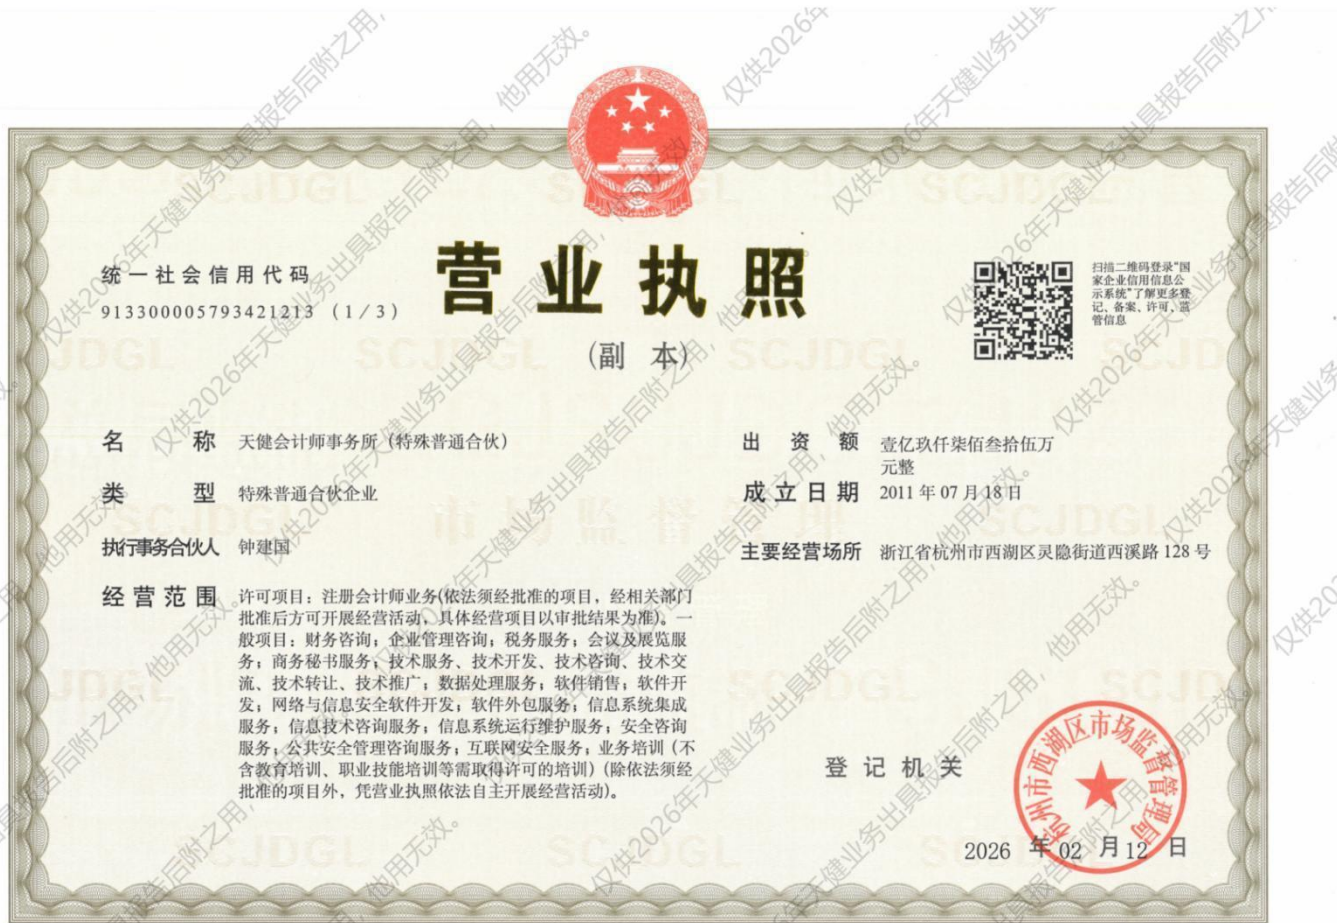 营业执照
（副 本）
统一社会信用代码
913300005793421213 （1/3）
扫描二维码登录“国
家企业信用信息公
示系统”了解更多登
记、备案、许可、监
管信息
名 称 天健会计师事务所（特殊普通合伙）
类 型 特殊普通合伙企业
执行事务合伙人 钟建国
经营范围 许可项目：注册会计师业务(依法须经批准的项目，经相关部门
批准后方可开展经营活动，具体经营项目以审批结果为准)。一
般项目：财务咨询；企业管理咨询；税务服务；会议及展览服
务；商务秘书服务；技术服务、技术开发、技术咨询、技术交
流、技术转让、技术推广；数据处理服务；软件销售；软件开
发；网络与信息安全软件开发；软件外包服务；信息系统集成
服务；信息技术咨询服务；信息系统运行维护服务；安全咨询
服务；公共安全管理咨询服务；互联网安全服务；业务培训（不
含教育培训、职业技能培训等需取得许可的培训）(除依法须经
批准的项目外，凭营业执照依法自主开展经营活动)。
出 资 额 壹亿玖仟柒佰叁拾伍万
元整
成立日期 2011 年 07 月 18 日
主要经营场所 浙江省杭州市西湖区灵隐街道西溪路 128 号
登记机关
杭州市西湖区市场监督管理局
2026 年 02 月 12 日
SCJDGL
市场监督管理
仅供2026年天健业务出具报告后附之用，他用无效。